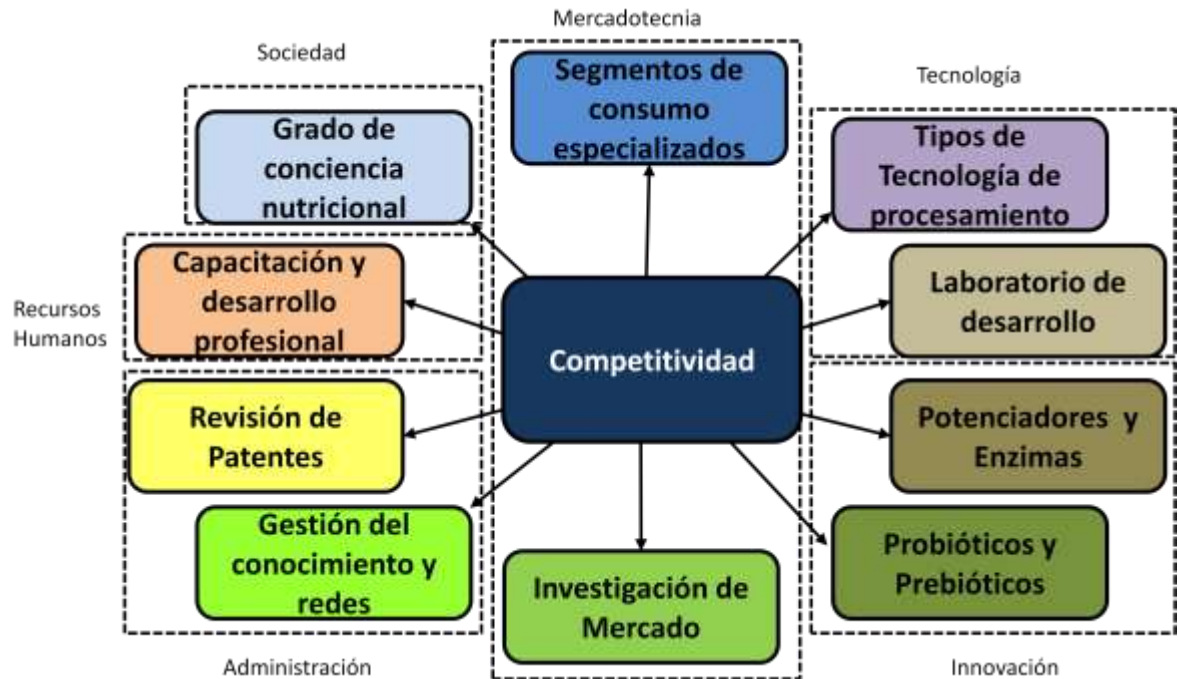 Mercadotecnia
Sociedad
Segmentos de
consumo
especializados
Tecnología
Grado de
conciencia
nutricional
Tipos de
Tecnología de
procesamiento
Recursos
Humanos
Capacitación y
desarrollo
profesional
Laboratorio de
desarrollo
Competitividad
Revisión de
Patentes
Potenciadores y
Enzimas
Gestión del
conocimiento y
redes
Investigación de
Mercado
Probióticos y
Prebióticos
Administración
Innovación